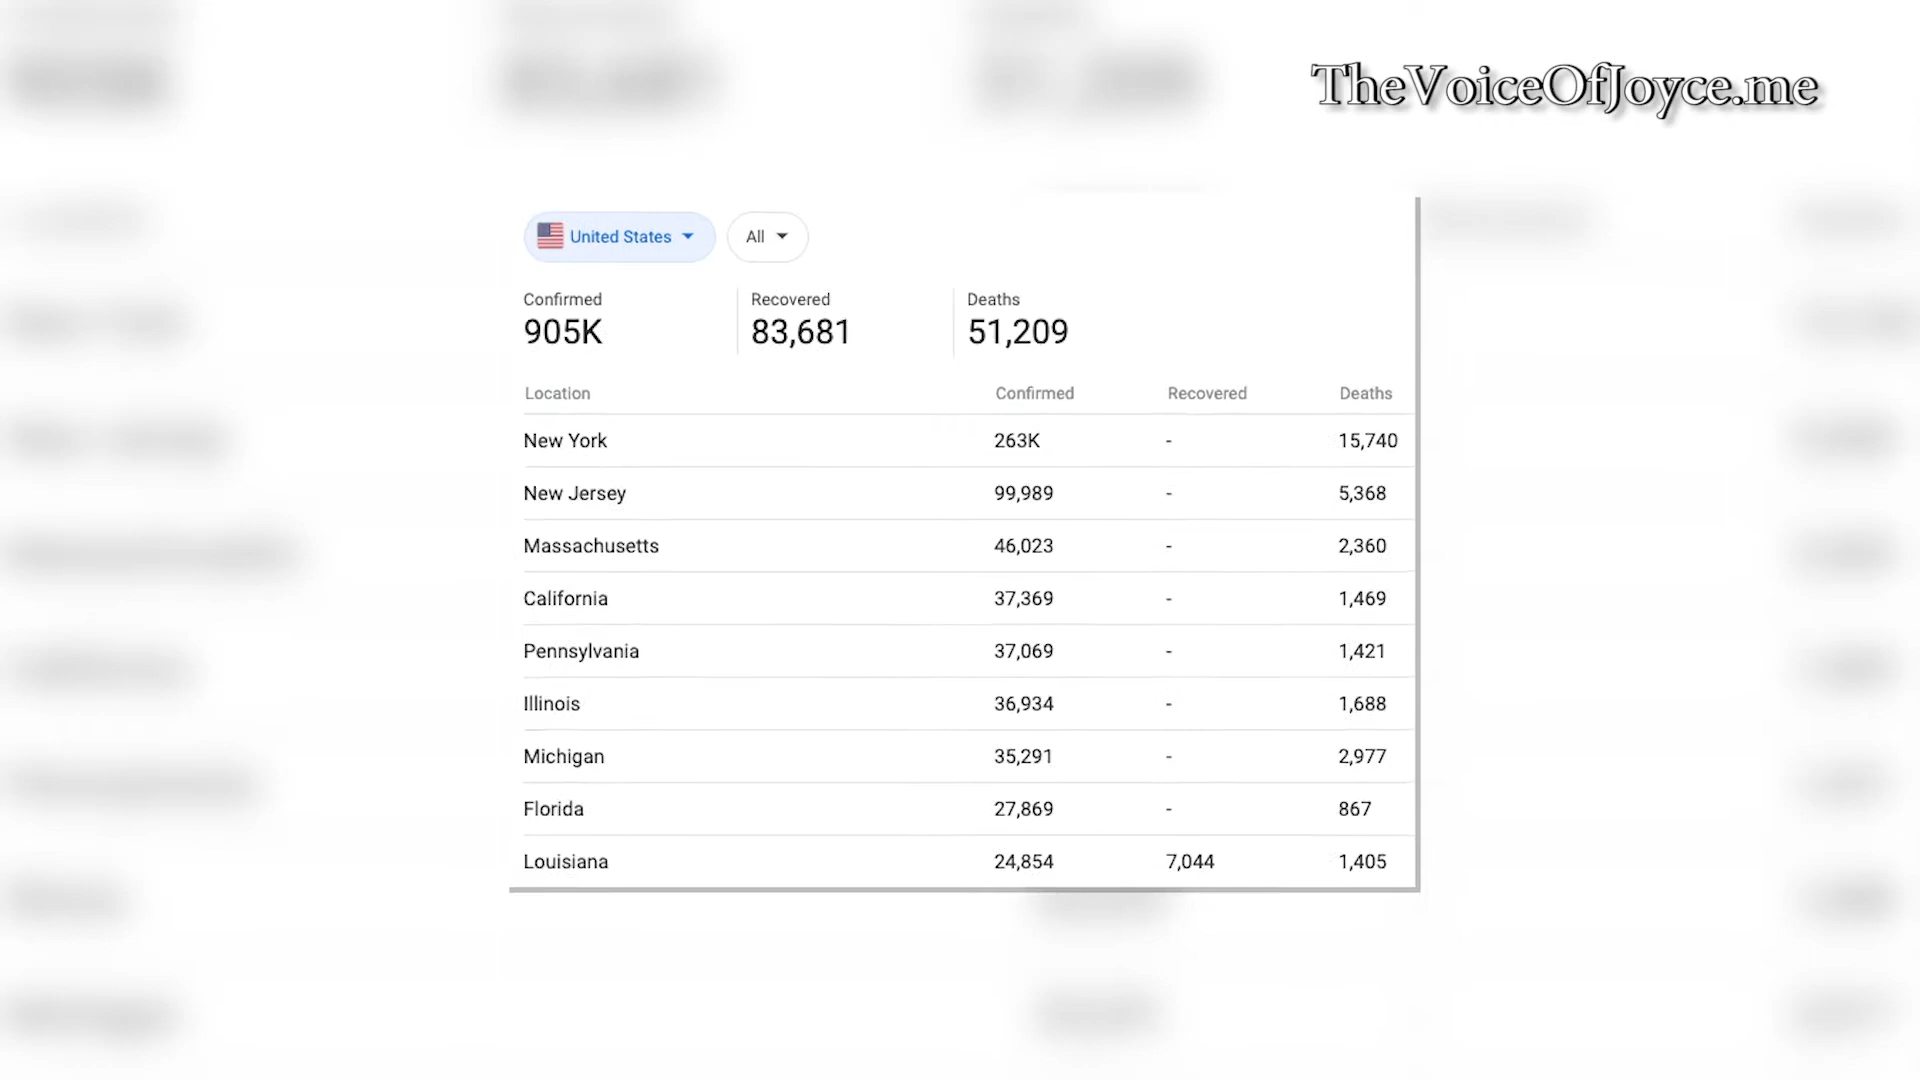 TheVoiceOfJoyce.me
United States All
Confirmed Recovered Deaths
905K 83,681 51,209
Location Confirmed Recovered Deaths
New York 263K - 15,740
New Jersey 99,989 - 5,368
Massachusetts 46,023 - 2,360
California 37,369 - 1,469
Pennsylvania 37,069 - 1,421
Illinois 36,934 - 1,688
Michigan 35,291 - 2,977
Florida 27,869 - 867
Louisiana 24,854 7,044 1,405